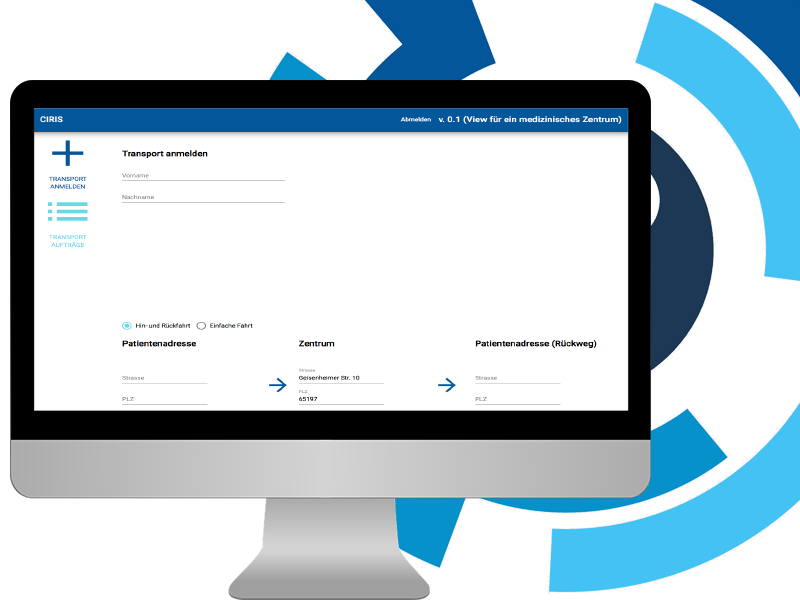 CIRIS
Abmelden v. 0.1 (View für ein medizinisches Zentrum)
TRANSPORT
ANMELDEN
TRANSPORT
AUFTRÄGE
Transport anmelden
Vorname
Nachname
Hin- und Rückfahrt Einfache Fahrt
Patientenadresse
Strasse
PLZ
Zentrum
Strasse
Geisenheimer Str. 10
PLZ
65197
Patientenadresse (Rückweg)
Strasse
PLZ